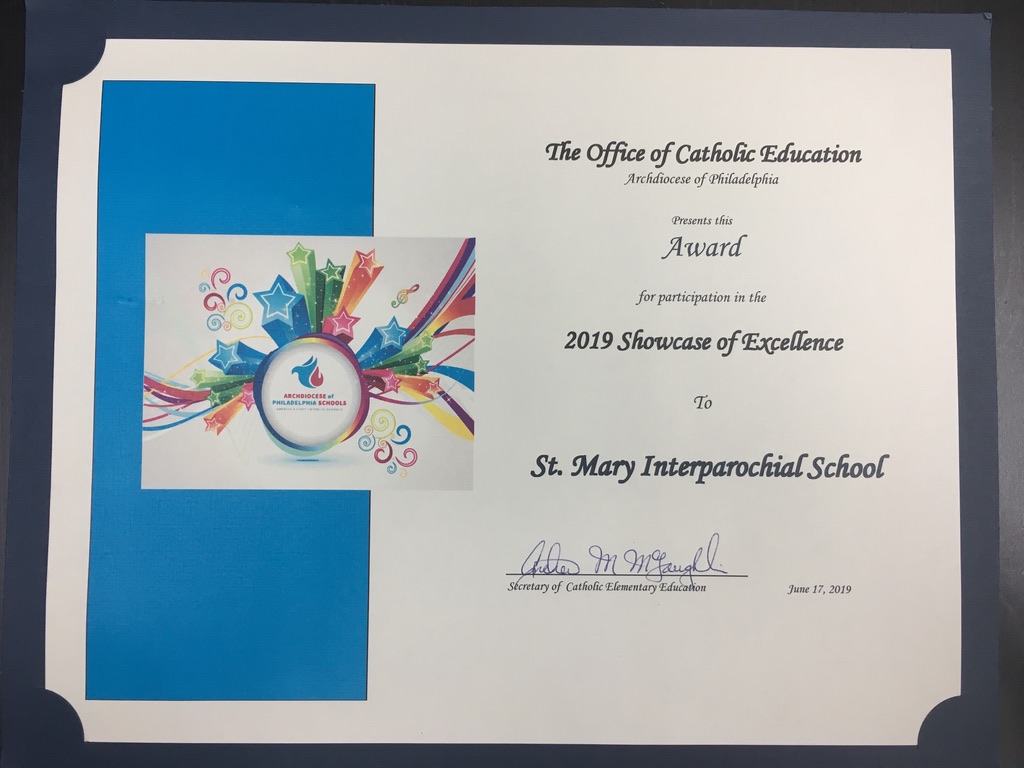 The Office of Catholic Education
Archdiocese of Philadelphia
Presents this
Award
for participation in the
2019 Showcase of Excellence
To
St. Mary Interparochial School
Secretary of Catholic Elementary Education
June 17, 2019
ARCHDIOCESE of
PHILADELPHIA SCHOOLS